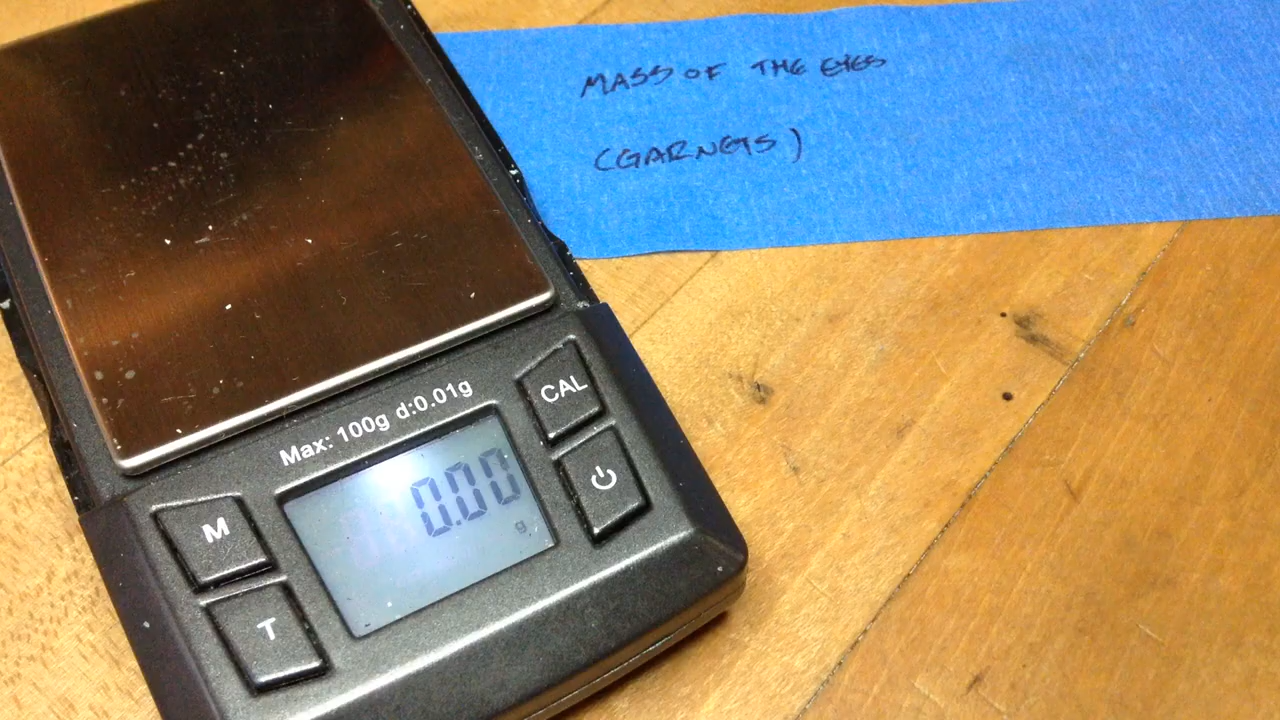 MASS OF THE EYES
(GARNETS)
Max: 100g d:0.01g
CAL
0.00
g
M
T